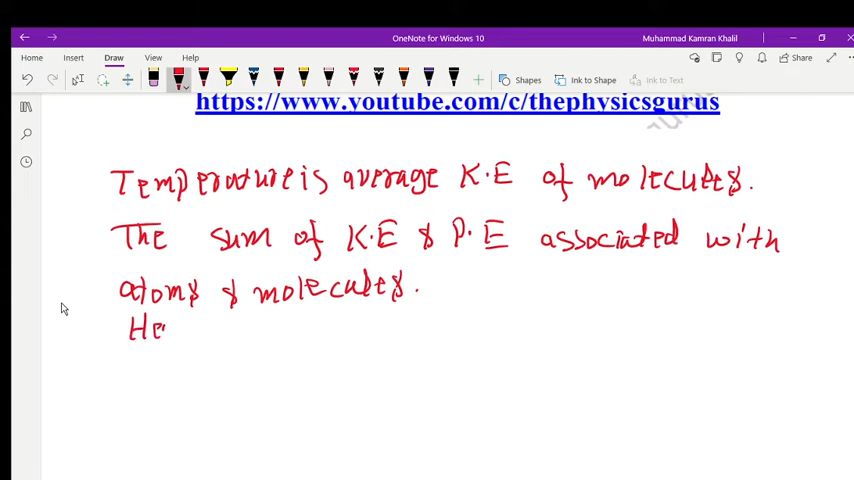 OneNote for Windows 10
Muhammad Kamran Khalil
Home Insert Draw View Help
Share
Shapes Ink to Shape Ink to Text
https://www.youtube.com/c/thephysicsgurus
Temperature is average K.E of molecules.
The sum of K.E & P.E associated with
atoms & molecules.
He